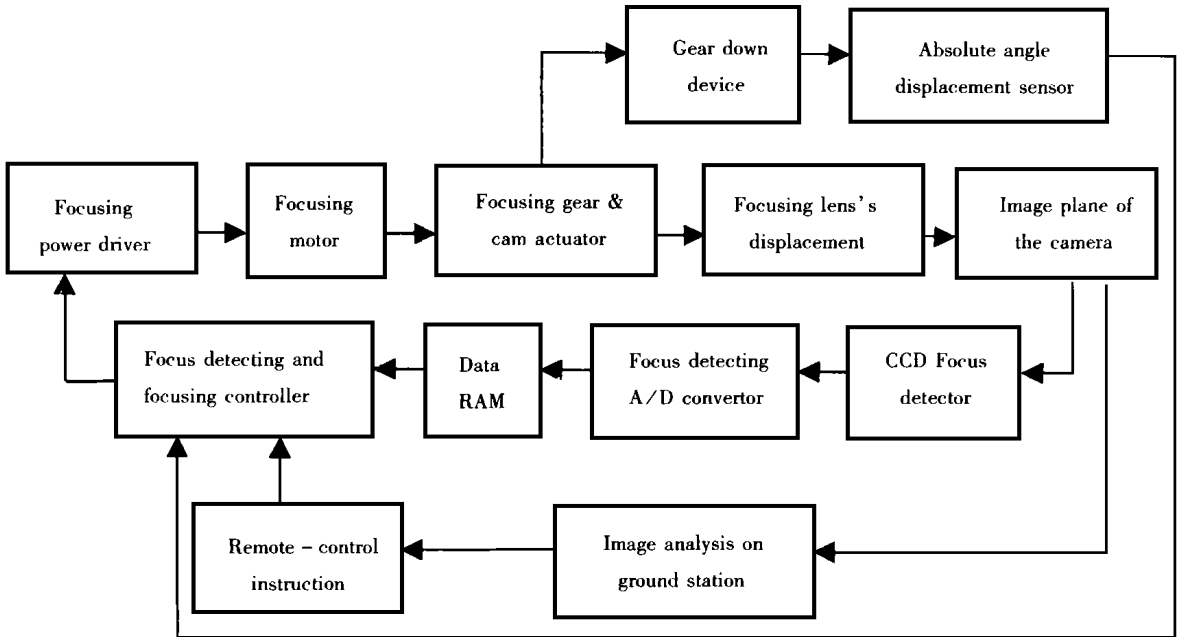 Gear down
device
Absolute angle
displacement sensor
Focusing
power driver
Focusing
motor
Focusing gear &
cam actuator
Focusing lens's
displacement
Image plane of
the camera
Focus detecting and
focusing controller
Data
RAM
Focus detecting
A/D convertor
CCD Focus
detector
Remote - control
instruction
Image analysis on
ground station